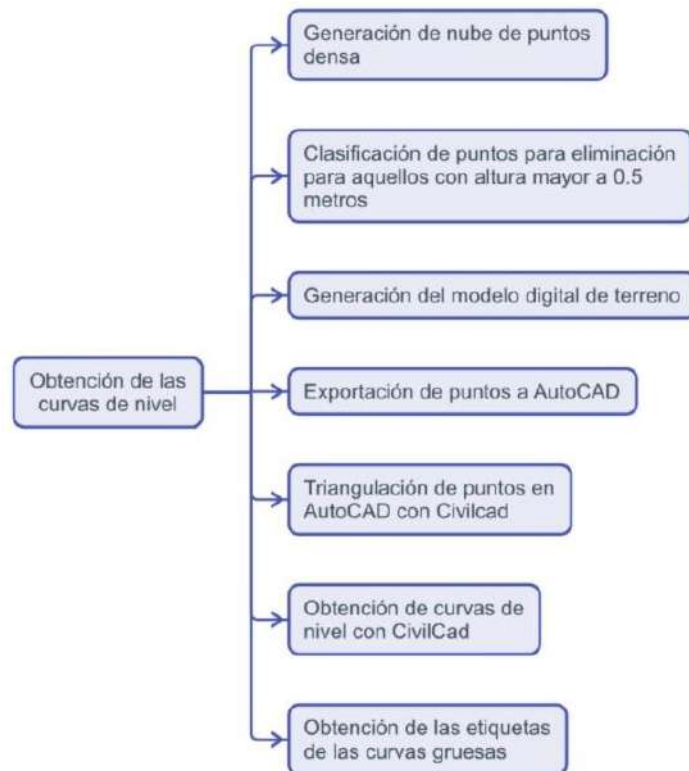 Generación de nube de puntos
densa
Clasificación de puntos para eliminación
para aquellos con altura mayor a 0.5
metros
Generación del modelo digital de terreno
Obtención de las
curvas de nivel
Exportación de puntos a AutoCAD
Triangulación de puntos en
AutoCAD con Civilcad
Obtención de curvas de
nivel con CivilCad
Obtención de las etiquetas
de las curvas gruesas